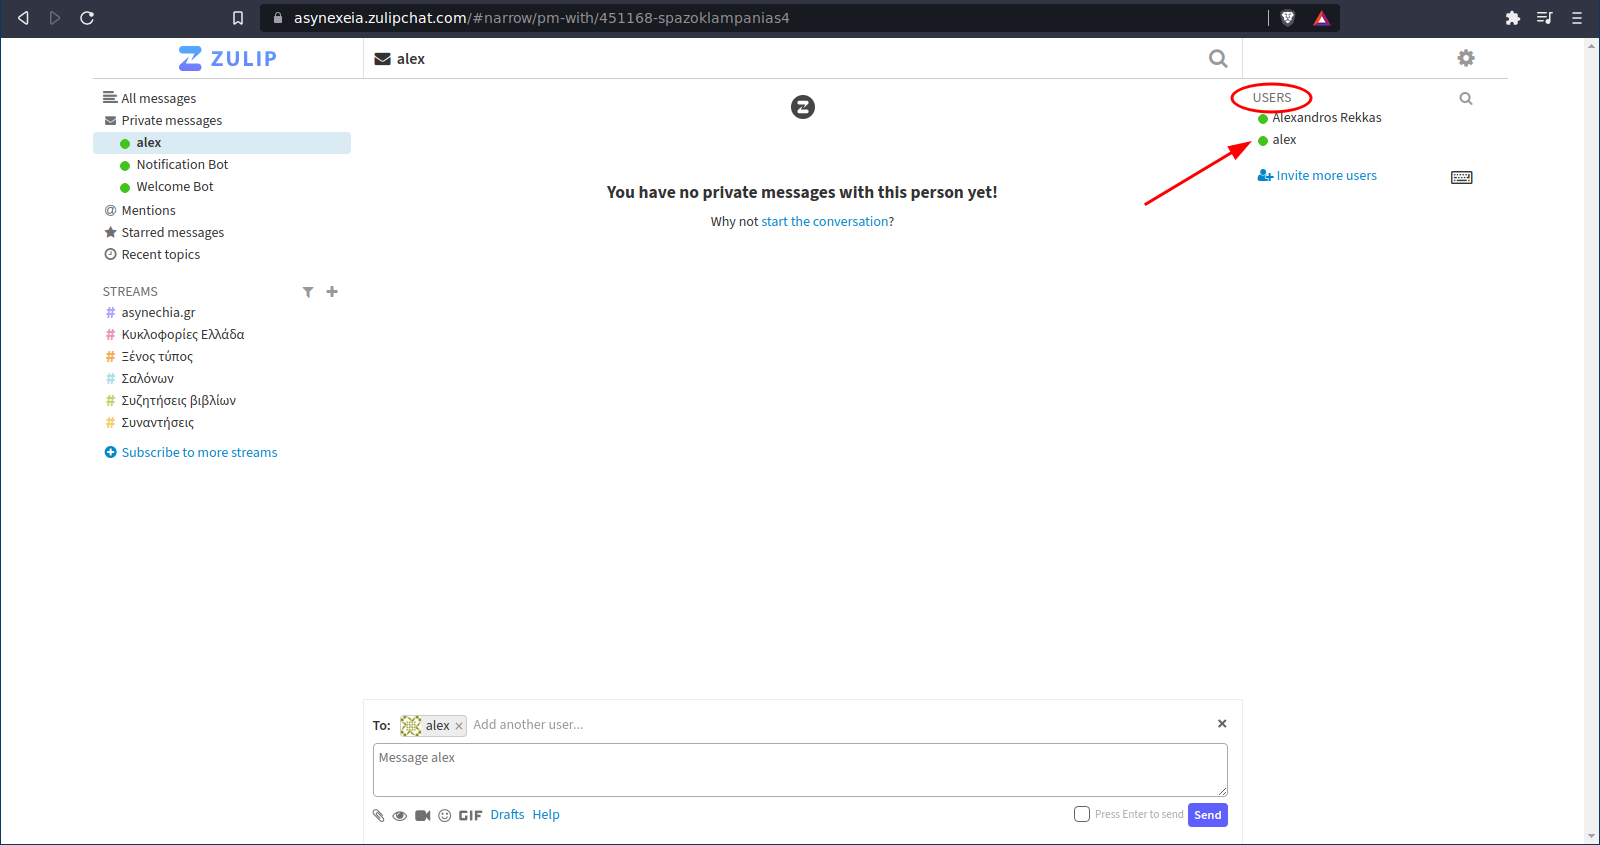 asynexeia.zulipchat.com/#narrow/pm-with/451168-spazoklampanias4
ZULIP
alex
All messages
Private messages
alex
Notification Bot
Welcome Bot
@ Mentions
Starred messages
Recent topics
STREAMS
# asynechia.gr
# Κυκλοφορίες Ελλάδα
# Ξένος τύπος
# Σαλόνων
# Συζητήσεις βιβλίων
# Συναντήσεις
Subscribe to more streams
You have no private messages with this person yet!
Why not start the conversation?
USERS
Alexandros Rekkas
alex
Invite more users
To: alex × Add another user...
Message alex
GIF Drafts Help
Press Enter to send Send